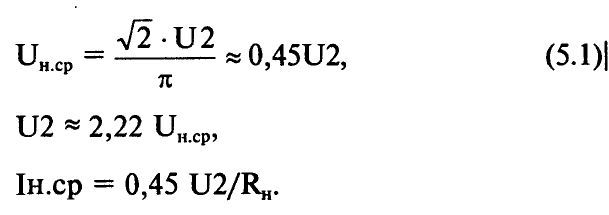 Uн.ср = √2 · U2 / π ≈ 0,45U2, (5.1)|
U2 ≈ 2,22 Uн.ср,
Iн.ср = 0,45 U2/Rн.